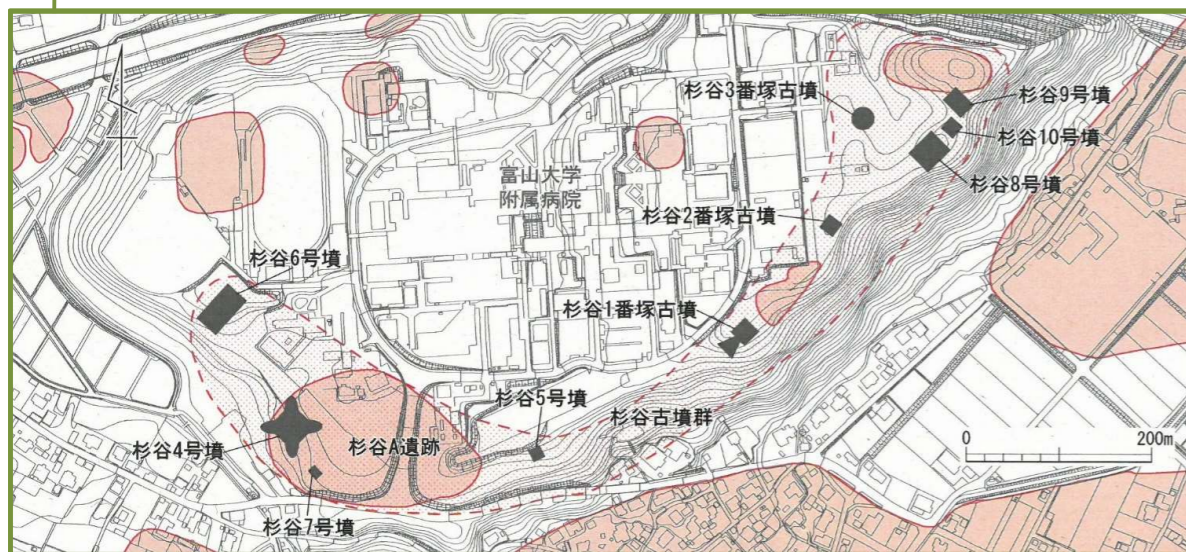 杉谷3番塚古墳
杉谷9号墳
杉谷10号墳
杉谷8号墳
富山大学
附属病院
杉谷2番塚古墳
杉谷6号墳
杉谷1番塚古墳
杉谷5号墳
杉谷古墳群
杉谷4号墳
杉谷A遺跡
杉谷7号墳
0 200m